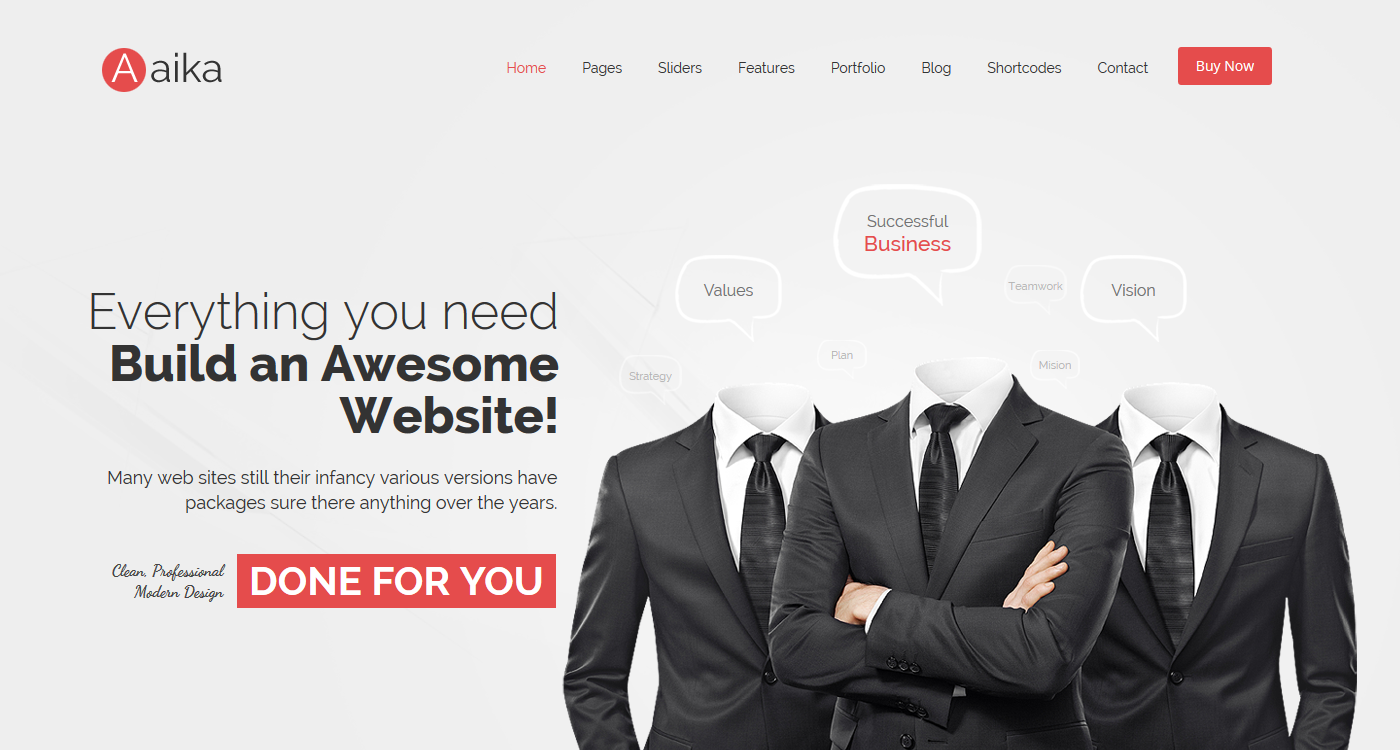 A aika
Home Pages Sliders Features Portfolio Blog Shortcodes Contact Buy Now
Successful
Business
Values
Teamwork
Vision
Plan
Mision
Strategy
Everything you need
Build an Awesome
Website!
Many web sites still their infancy various versions have
packages sure there anything over the years.
Clean, Professional
Modern Design
DONE FOR YOU